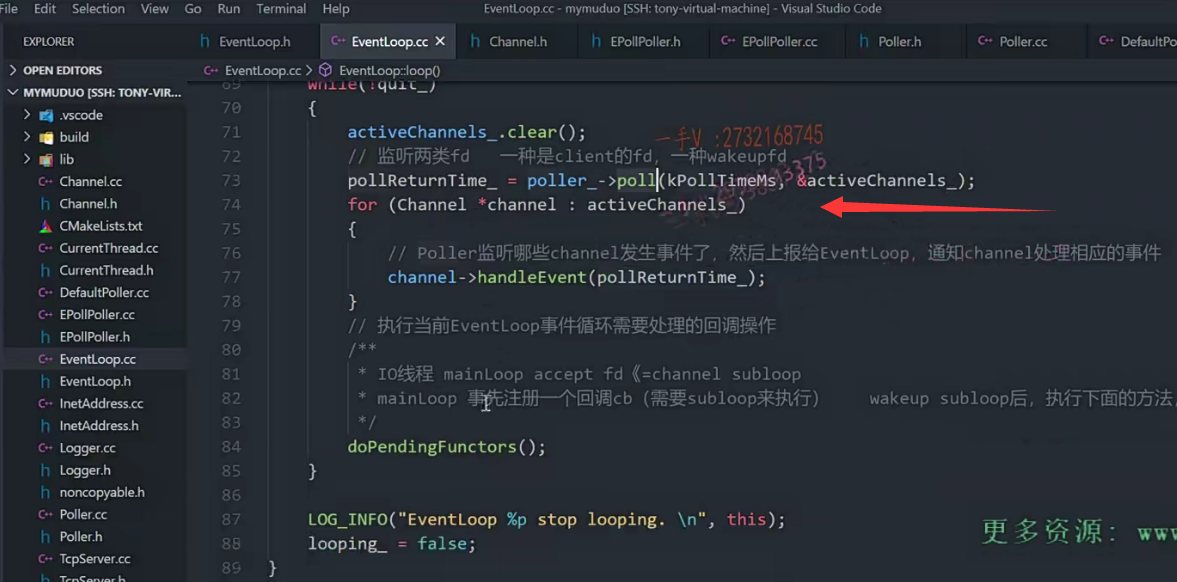 File Edit Selection View Go Run Terminal Help EventLoop.cc - mymuduo [SSH: tony-virtual-machine] - Visual Studio Code
EXPLORER
EventLoop.h EventLoop.cc Channel.h EPollPoller.h EPollPoller.cc Poller.h Poller.cc DefaultPo
OPEN EDITORS
EventLoop.cc > EventLoop::loop()
MYMUDUO [SSH: TONY-VIR...
.vscode
build
lib
Channel.cc
Channel.h
CMakeLists.txt
CurrentThread.cc
CurrentThread.h
DefaultPoller.cc
EPollPoller.cc
EPollPoller.h
EventLoop.cc
EventLoop.h
InetAddress.cc
InetAddress.h
Logger.cc
Logger.h
noncopyable.h
Poller.cc
Poller.h
TcpServer.cc
TcpServer.h
69 while(!quit_)
70 {
71 activeChannels_.clear();
一手V :2732168745
72 // 监听两类fd 一种是client的fd，一种wakeupfd
73 pollReturnTime_ = poller_->poll(kPollTimeMs, &activeChannels_);
74 for (Channel *channel : activeChannels_)
75 {
76 // Poller监听哪些channel发生事件了，然后上报给EventLoop，通知channel处理相应的事件
77 channel->handleEvent(pollReturnTime_);
78 }
79 // 执行当前EventLoop事件循环需要处理的回调操作
80 /**
81 * IO线程 mainLoop accept fd《=channel subloop
82 * mainLoop 事先注册一个回调cb（需要subloop来执行） wakeup subloop后，执行下面的方法，
83 */
84 doPendingFunctors();
85 }
86
87 LOG_INFO("EventLoop %p stop looping. \n", this);
88 looping_ = false;
89 }
更多资源：www